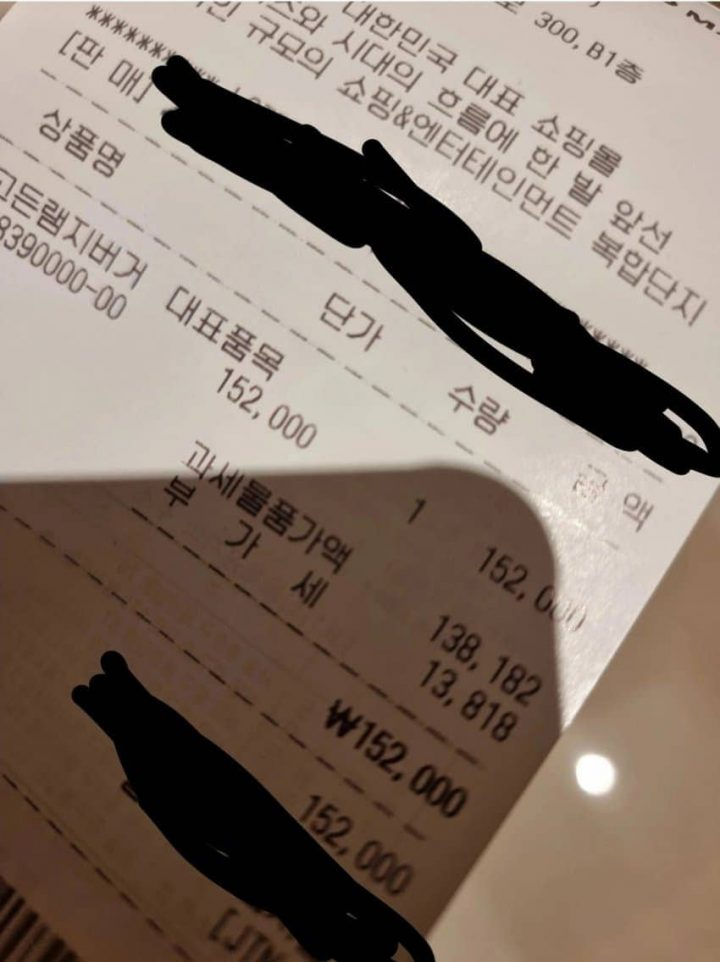 300, B1층
대한민국 대표 쇼핑몰
시대의 흐름에 한 발 앞선
규모의 쇼핑&엔터테인먼트 복합단지
[판 매]
상품명 단가 수량 금 액
고든램지버거 대표품목
8390000-00 152,000 1 152,000
과세물품가액 138,182
부 가 세 13,818
₩152,000
152,000